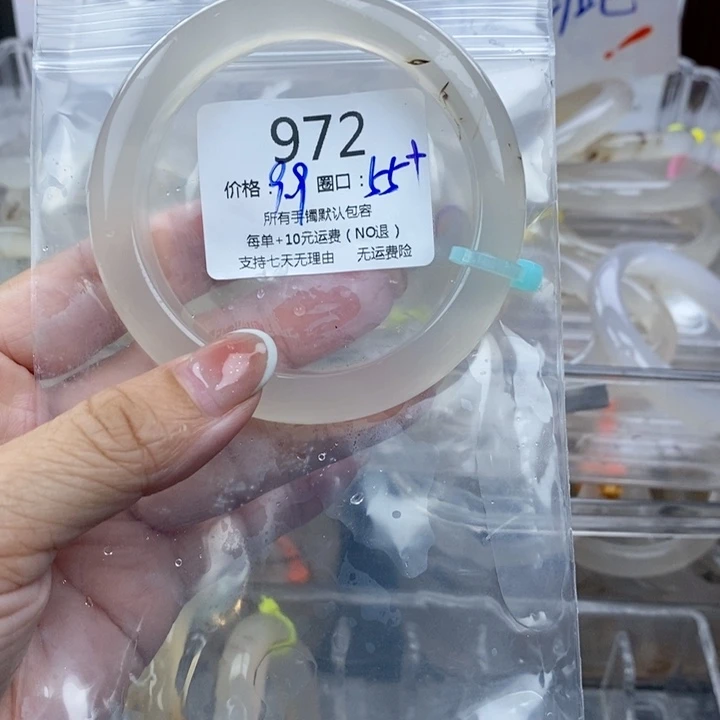 972
价格:99 圈口:55+
所有手镯默认包容
每单+10元运费(NO退)
支持七天无理由 无运费险